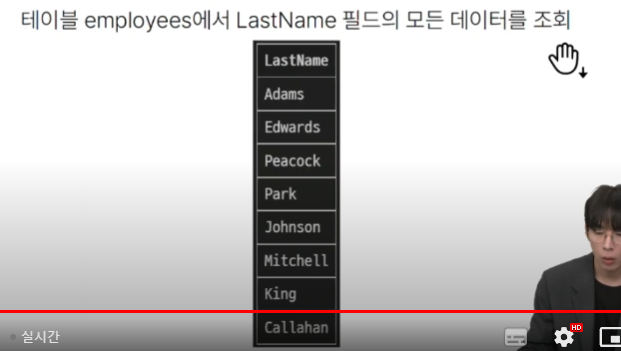 테이블 employees에서 LastName 필드의 모든 데이터를 조회
LastName
Adams
Edwards
Peacock
Park
Johnson
Mitchell
King
Callahan
실시간
HD